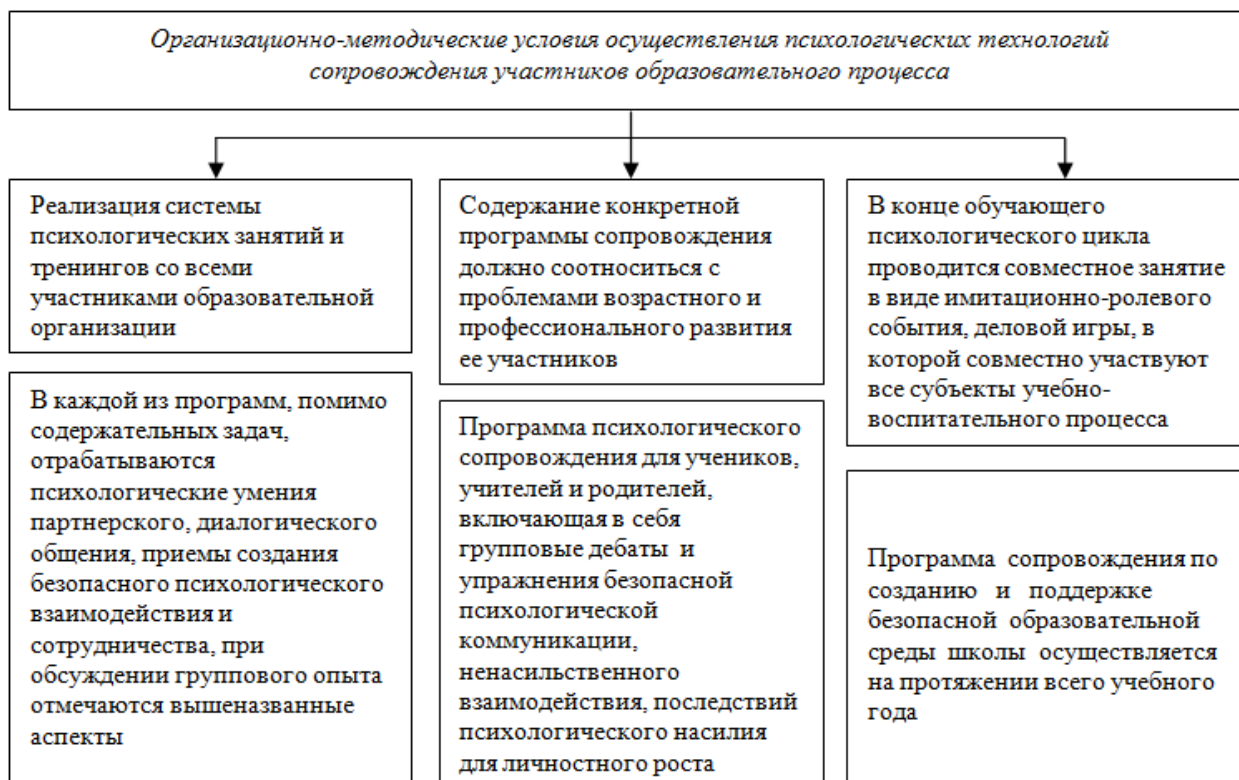 Организационно-методические условия осуществления психологических технологий
сопровождения участников образовательного процесса
Реализация системы
психологических занятий и
тренингов со всеми
участниками образовательной
организации
В каждой из программ, помимо
содержательных задач,
отрабатываются
психологические умения
партнерского, диалогического
общения, приемы создания
безопасного психологического
взаимодействия и
сотрудничества, при
обсуждении группового опыта
отмечаются вышеназванные
аспекты
Содержание конкретной
программы сопровождения
должно соотноситься с
проблемами возрастного и
профессионального развития
ее участников
Программа психологического
сопровождения для учеников,
учителей и родителей,
включающая в себя
групповые дебаты и
упражнения безопасной
психологической
коммуникации,
ненасильственного
взаимодействия, последствий
психологического насилия
для личностного роста
В конце обучающего
психологического цикла
проводится совместное занятие
в виде имитационно-ролевого
события, деловой игры, в
которой совместно участвуют
все субъекты учебно-
воспитательного процесса
Программа сопровождения по
созданию и поддержке
безопасной образовательной
среды школы осуществляется
на протяжении всего учебного
года